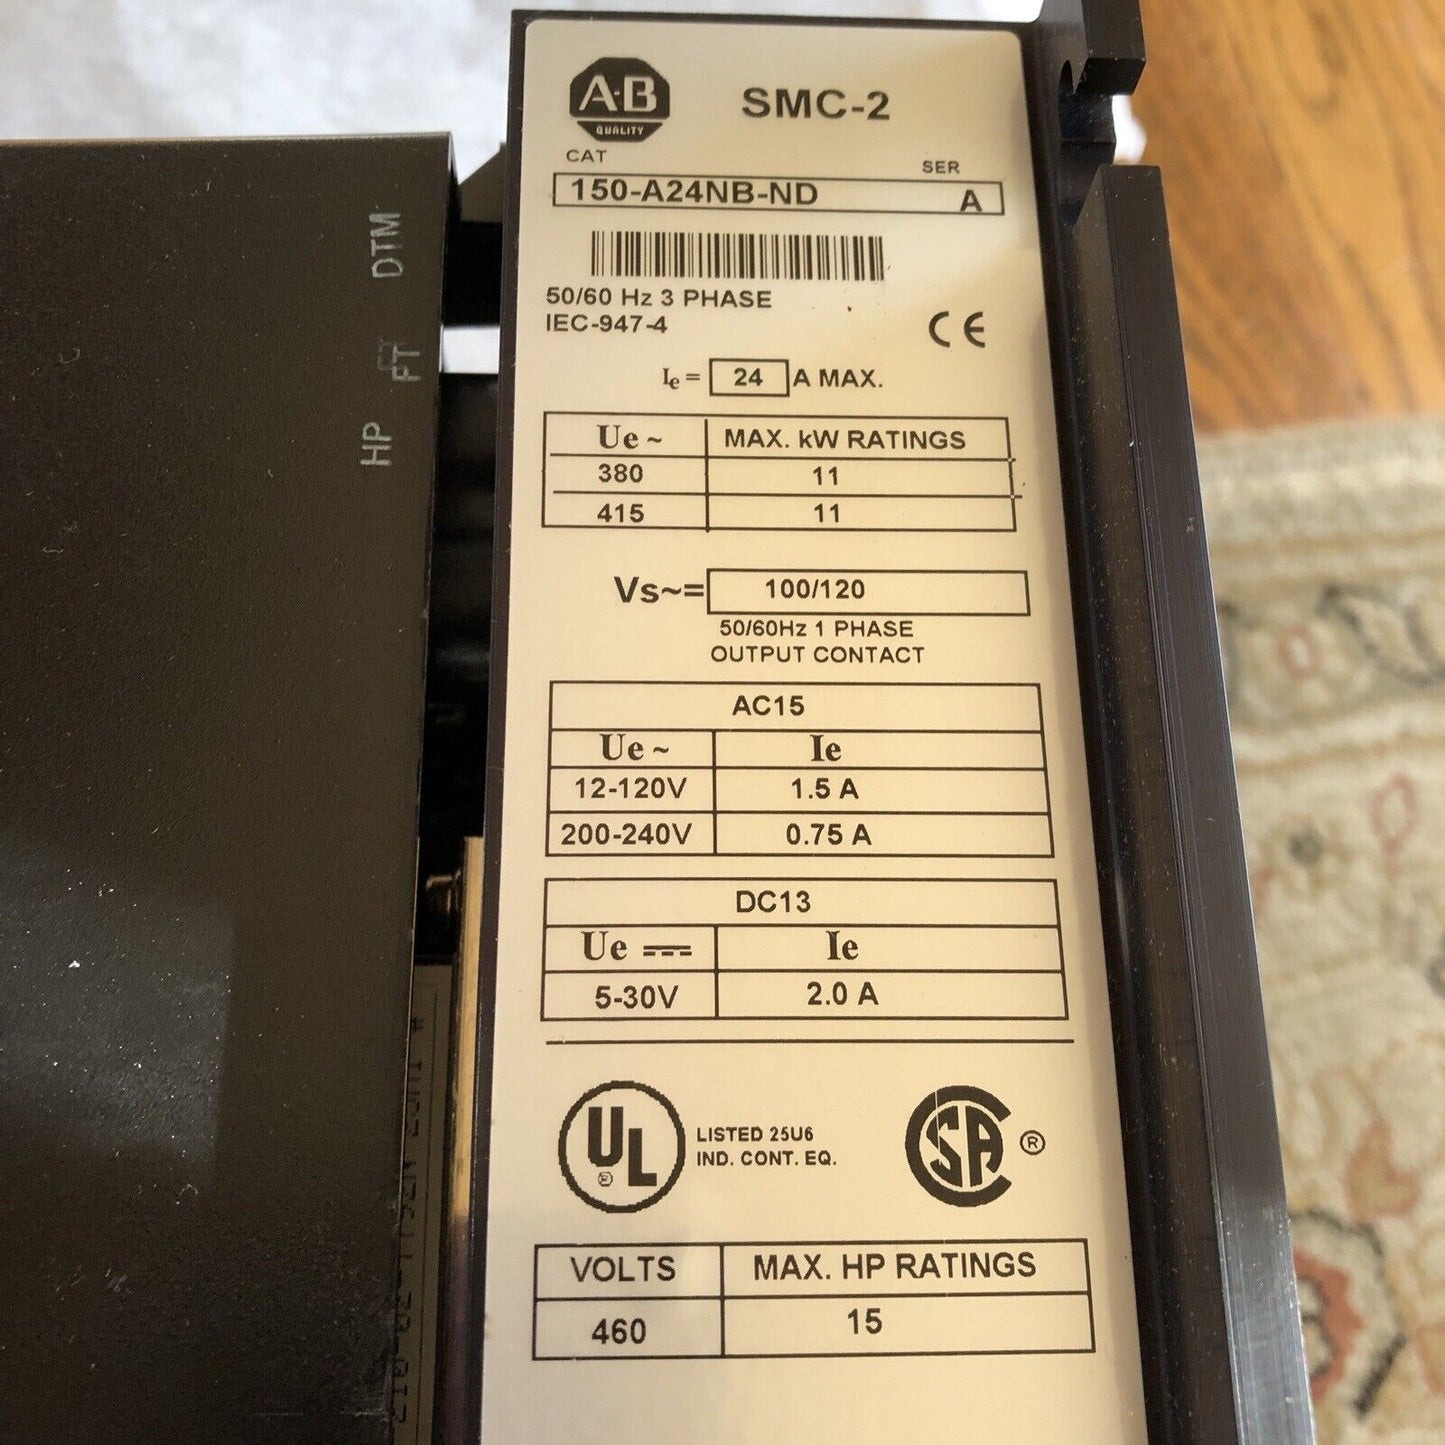 A·B
QUALITY
SMC-2
CAT
SER
150-A24NB-ND A
50/60 Hz 3 PHASE
IEC-947-4
CE
Ie = 24 A MAX.
Ue ~ MAX. kW RATINGS
380 11
415 11
Vs~= 100/120
50/60Hz 1 PHASE
OUTPUT CONTACT
AC15
Ue ~ Ie
12-120V 1.5 A
200-240V 0.75 A
DC13
Ue Ie
5-30V 2.0 A
UL
LISTED 25U6
IND. CONT. EQ.
SA ®
VOLTS MAX. HP RATINGS
460 15
DTM
FT
HP